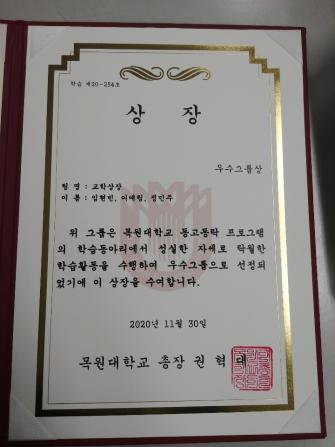 학습 제20-254호
상 장
우수그룹상
팀 명 : 교학상장
이 름 : 임현민, 이예림, 정민주
위 그룹은 목원대학교 동고동락 프로그램
의 학습동아리에서 성실한 자세로 탁월한
학습활동을 수행하여 우수그룹으로 선정되
었기에 이 상장을 수여합니다.
2020년 11월 30일
목원대학교 총장 권 혁 대